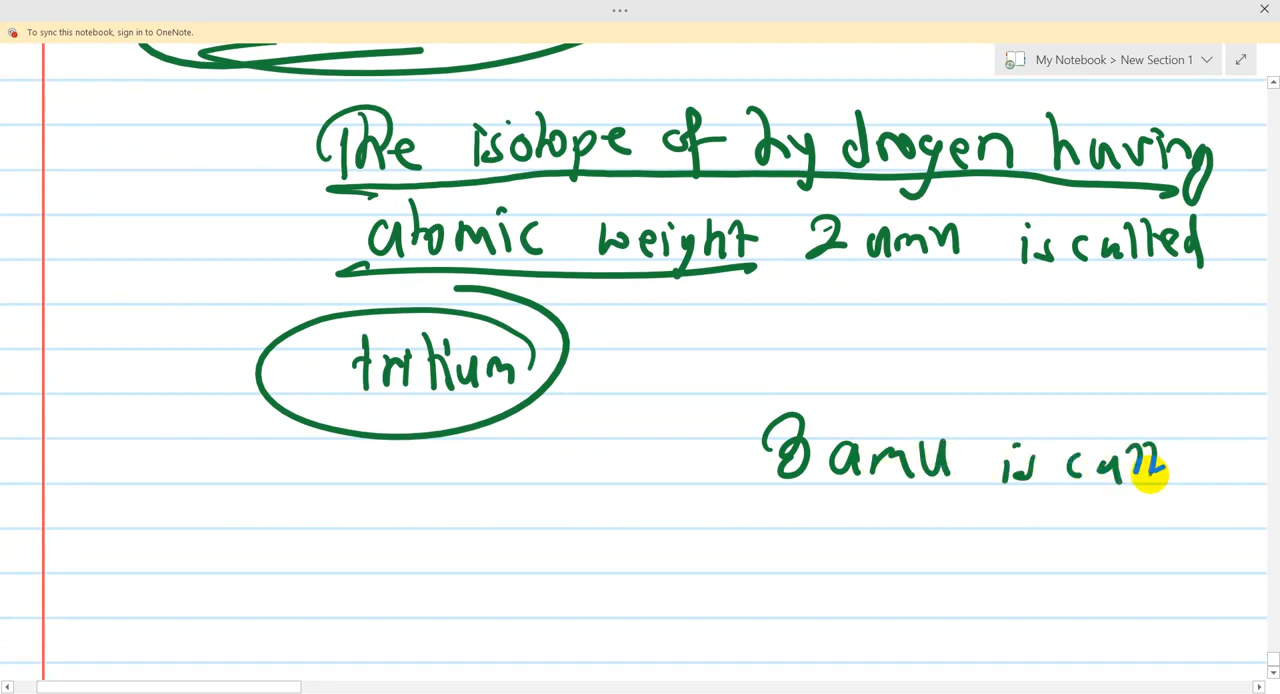 To sync this notebook, sign in to OneNote.
My Notebook > New Section 1
The isotope of hydrogen having
atomic weight 2 amu is called
tritium
3 amu is call